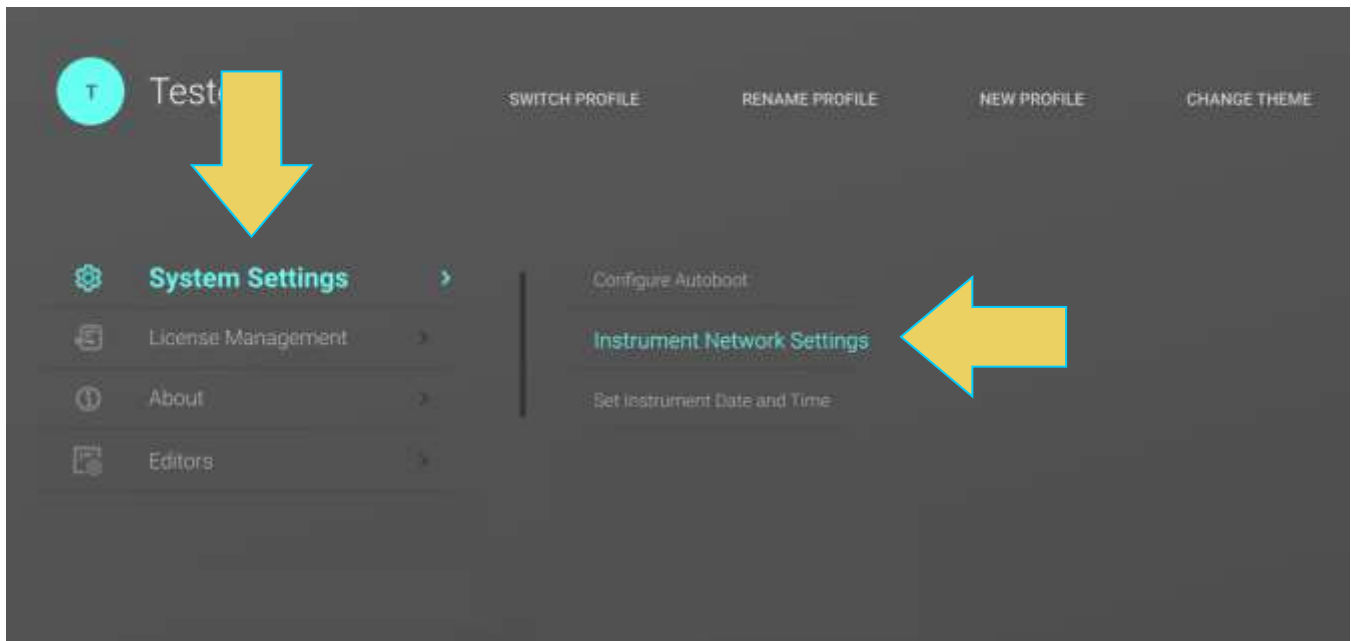 T
SWITCH PROFILE
RENAME PROFILE
NEW PROFILE
CHANGE THEME
System Settings
License Management
About
Editors
Configure Autoboot
Instrument Network Settings
Set Instrument Date and Time